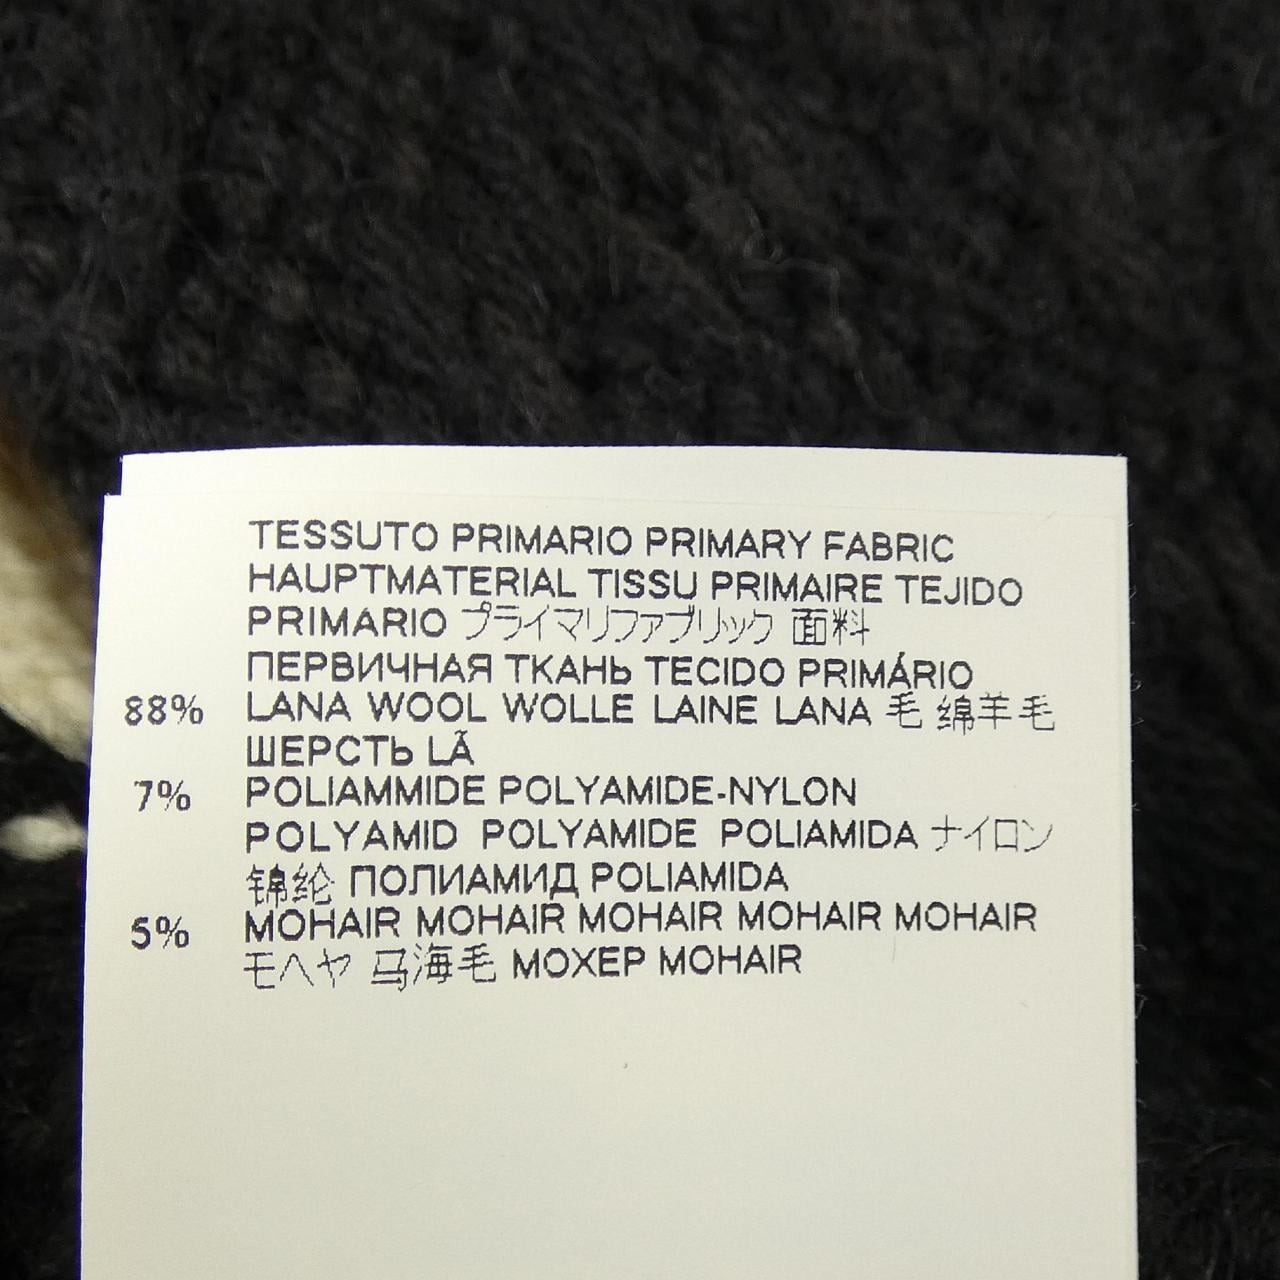 TESSUTO PRIMARIO PRIMARY FABRIC
HAUPTMATERIAL TISSU PRIMAIRE TEJIDO
PRIMARIO プライマリファブリック 面料
ПЕРВИЧНАЯ ТКАНЬ TECIDO PRIMÁRIO
88% LANA WOOL WOLLE LAINE LANA 毛 绵羊毛
ШЕРСТЬ LÃ
7% POLIAMMIDE POLYAMIDE-NYLON
POLYAMID POLYAMIDE POLIAMIDA ナイロン
锦纶 ПОЛИАМИД POLIAMIDA
5% MOHAIR MOHAIR MOHAIR MOHAIR MOHAIR
モヘヤ 马海毛 МОХЕР MOHAIR